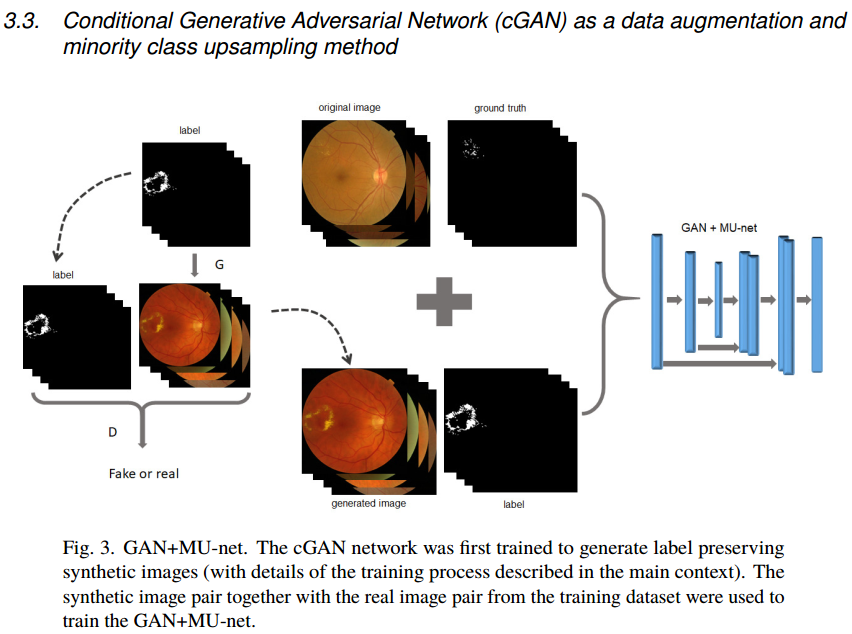 3.3. Conditional Generative Adversarial Network (cGAN) as a data augmentation and
minority class upsampling method
original image
ground truth
label
G
label
D
Fake or real
GAN + MU-net
generated image
label
Fig. 3. GAN+MU-net. The cGAN network was first trained to generate label preserving
synthetic images (with details of the training process described in the main context). The
synthetic image pair together with the real image pair from the training dataset were used to
train the GAN+MU-net.